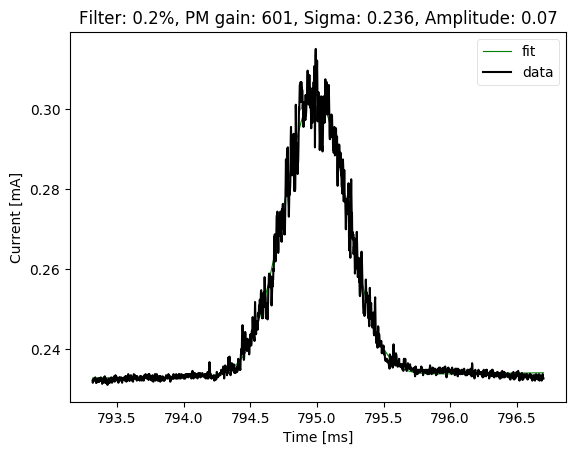 Filter: 0.2%, PM gain: 601, Sigma: 0.236, Amplitude: 0.07
fit
data
0.30
0.28
0.26
0.24
Current [mA]
793.5 794.0 794.5 795.0 795.5 796.0 796.5
Time [ms]